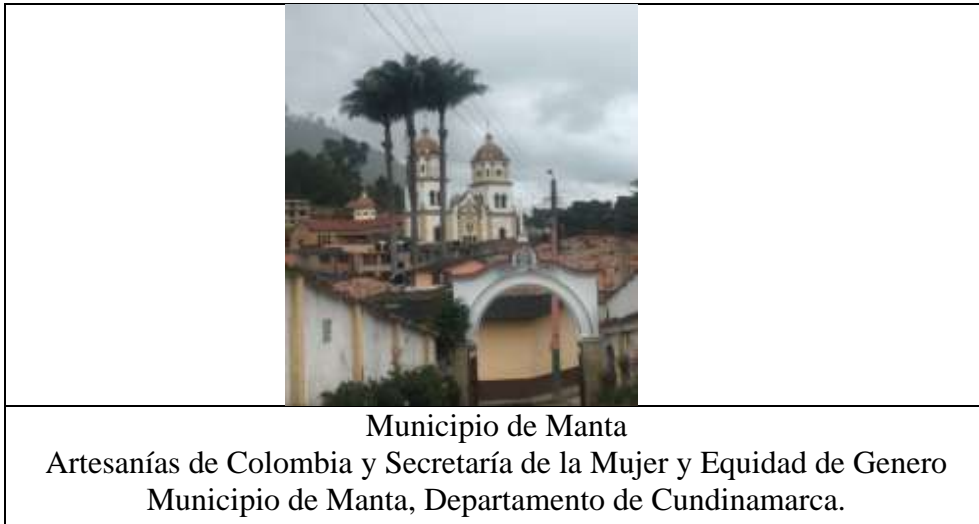 Municipio de Manta
Artesanías de Colombia y Secretaría de la Mujer y Equidad de Genero
Municipio de Manta, Departamento de Cundinamarca.